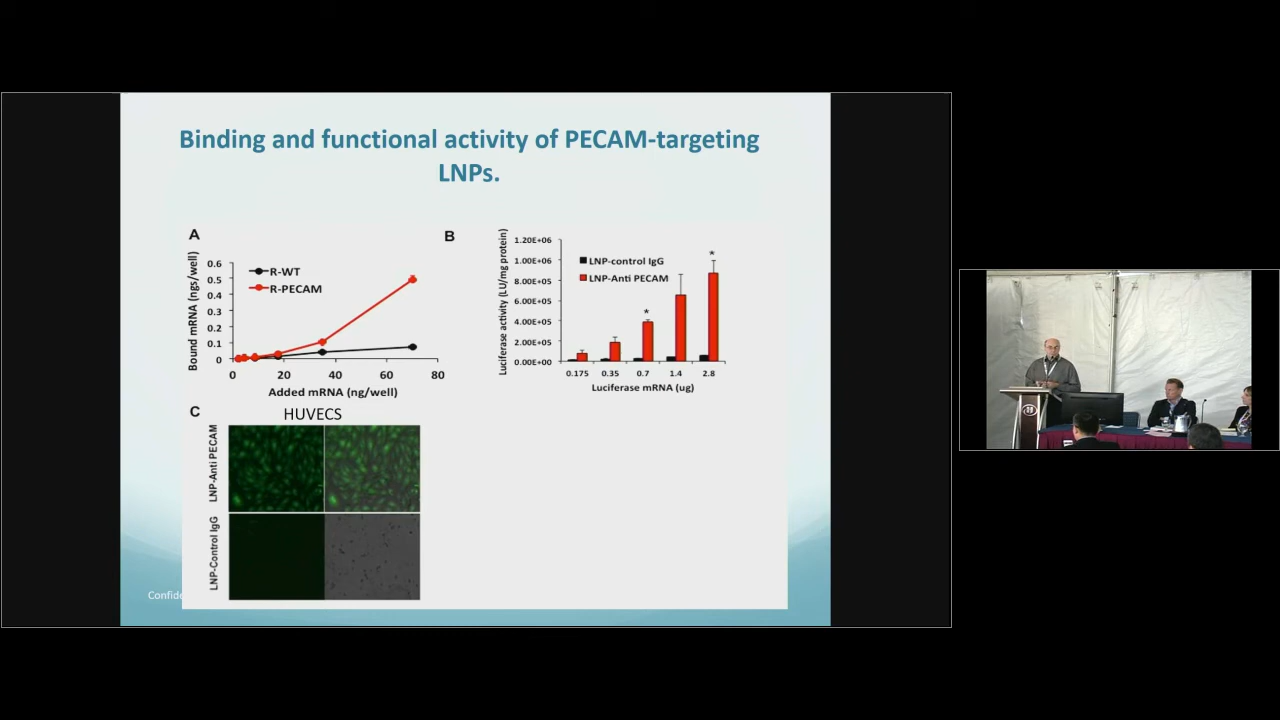 Binding and functional activity of PECAM-targeting
LNPs.
A
Bound mRNA (ngs/well)
0.6
0.5
0.4
0.3
0.2
0.1
0
R-WT
R-PECAM
0 20 40 60 80
Added mRNA (ng/well)
B
Luciferase activity (LU/mg protein)
1.20E+06
1.00E+06
8.00E+05
6.00E+05
4.00E+05
2.00E+05
0.00E+00
LNP-control IgG
LNP-Anti PECAM
*
*
0.175 0.35 0.7 1.4 2.8
Luciferase mRNA (ug)
C
HUVECS
LNP-Anti PECAM
LNP-Control IgG
Confide